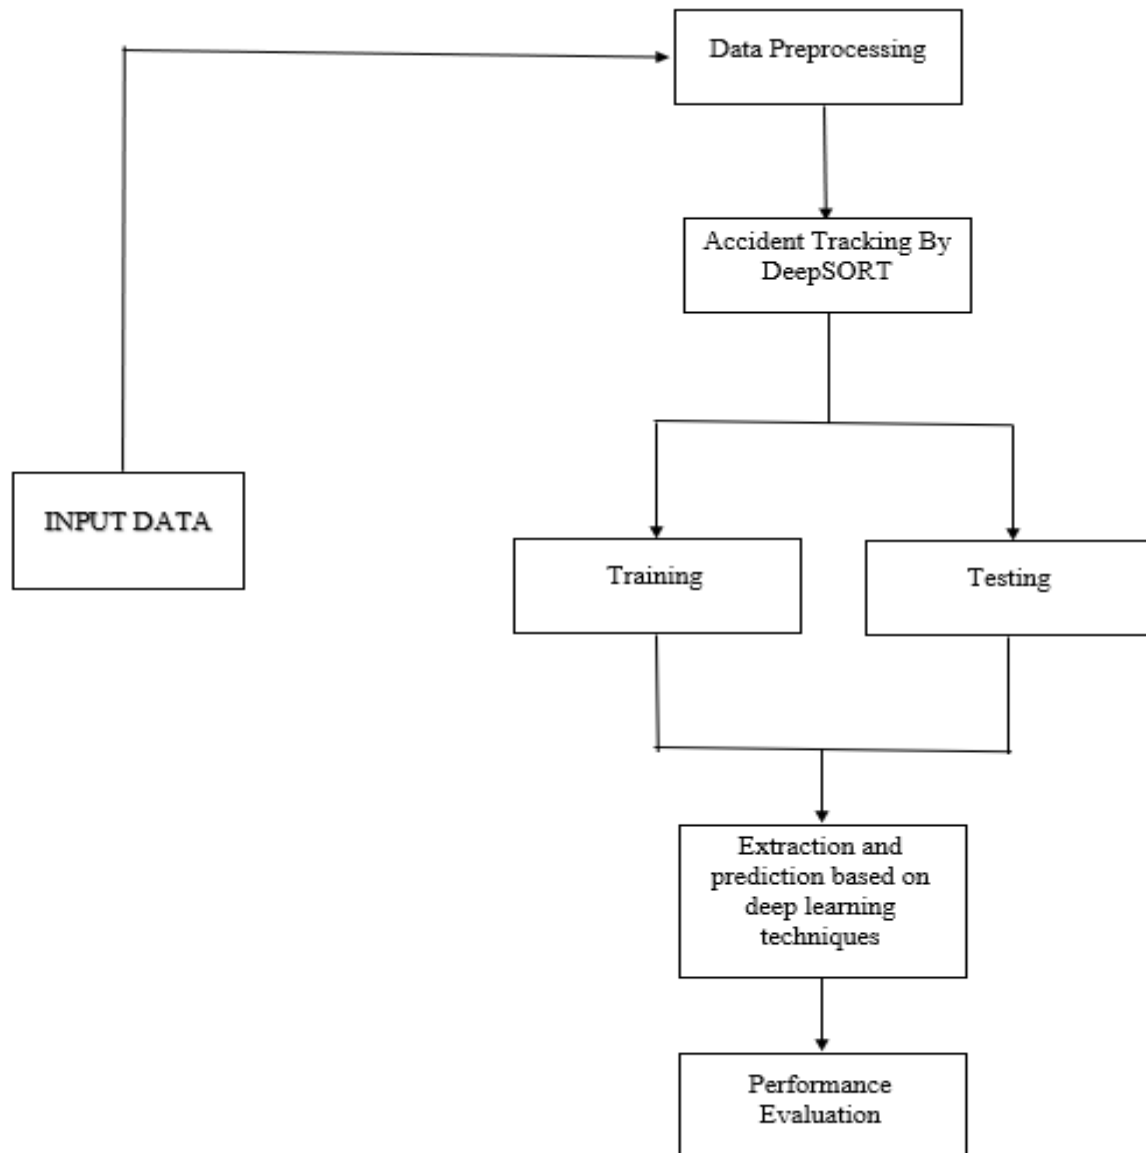 Data Preprocessing
Accident Tracking By
DeepSORT
INPUT DATA
Training
Testing
Extraction and
prediction based on
deep learning
techniques
Performance
Evaluation